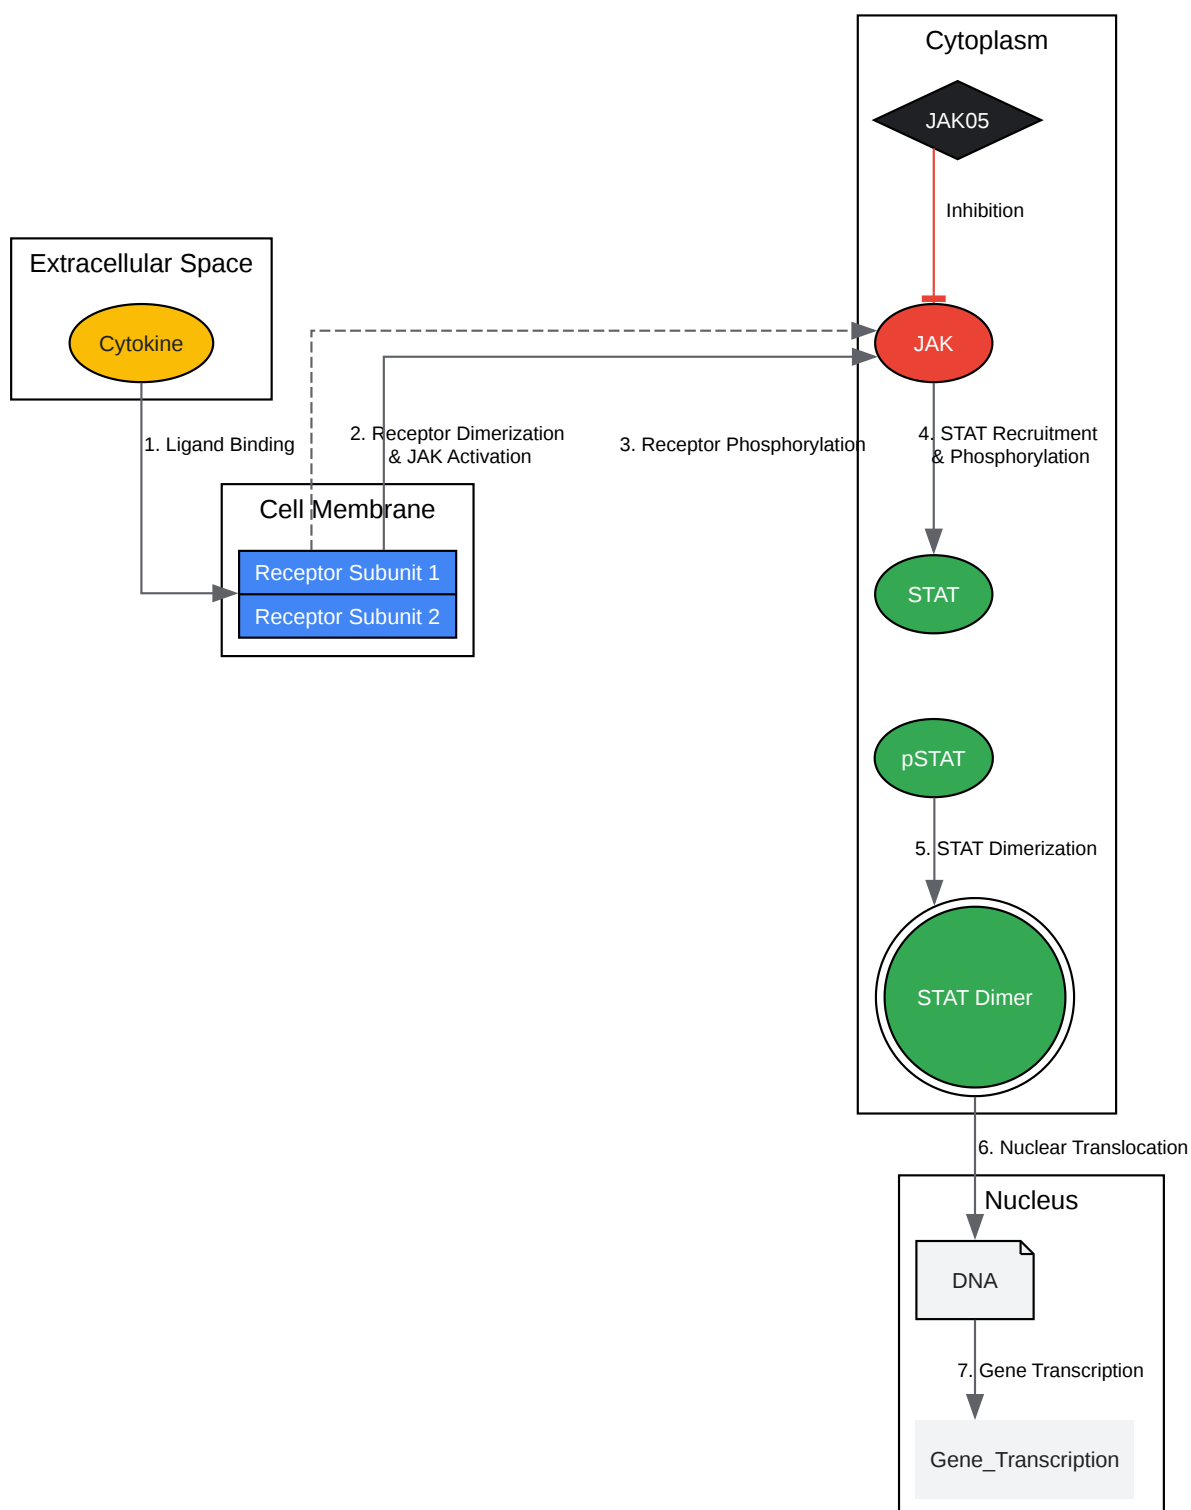 Cytoplasm
JAK05
Inhibition
Extracellular Space
Cytokine
JAK
1. Ligand Binding
2. Receptor Dimerization
& JAK Activation
3. Receptor Phosphorylation
4. STAT Recruitment
& Phosphorylation
Cell Membrane
Receptor Subunit 1
Receptor Subunit 2
STAT
pSTAT
5. STAT Dimerization
STAT Dimer
6. Nuclear Translocation
Nucleus
DNA
7. Gene Transcription
Gene_Transcription